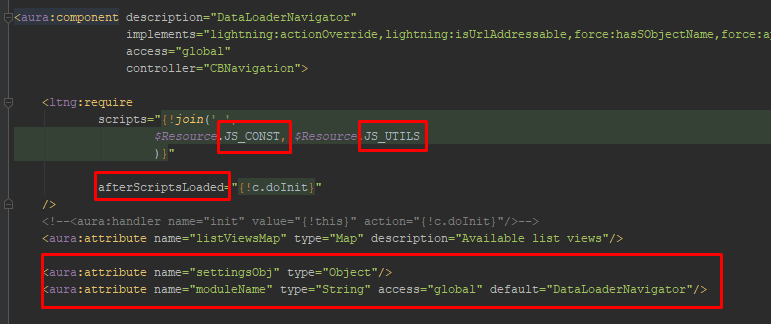 <aura:component description="DataLoaderNavigator"
implements="lightning:actionOverride,lightning:isUrlAddressable,force:hasSObjectName,force:a
access="global"
controller="CBNavigation">
<ltng:require
scripts="{!join(',',
$Resource.JS_CONST, $Resource.JS_UTILS
)}"
afterScriptsLoaded="{!c.doInit}"
/>
<!--<aura:handler name="init" value="{!this}" action="{!c.doInit}"/>-->
<aura:attribute name="listViewsMap" type="Map" description="Available list views"/>
<aura:attribute name="settingsObj" type="Object"/>
<aura:attribute name="moduleName" type="String" access="global" default="DataLoaderNavigator"/>